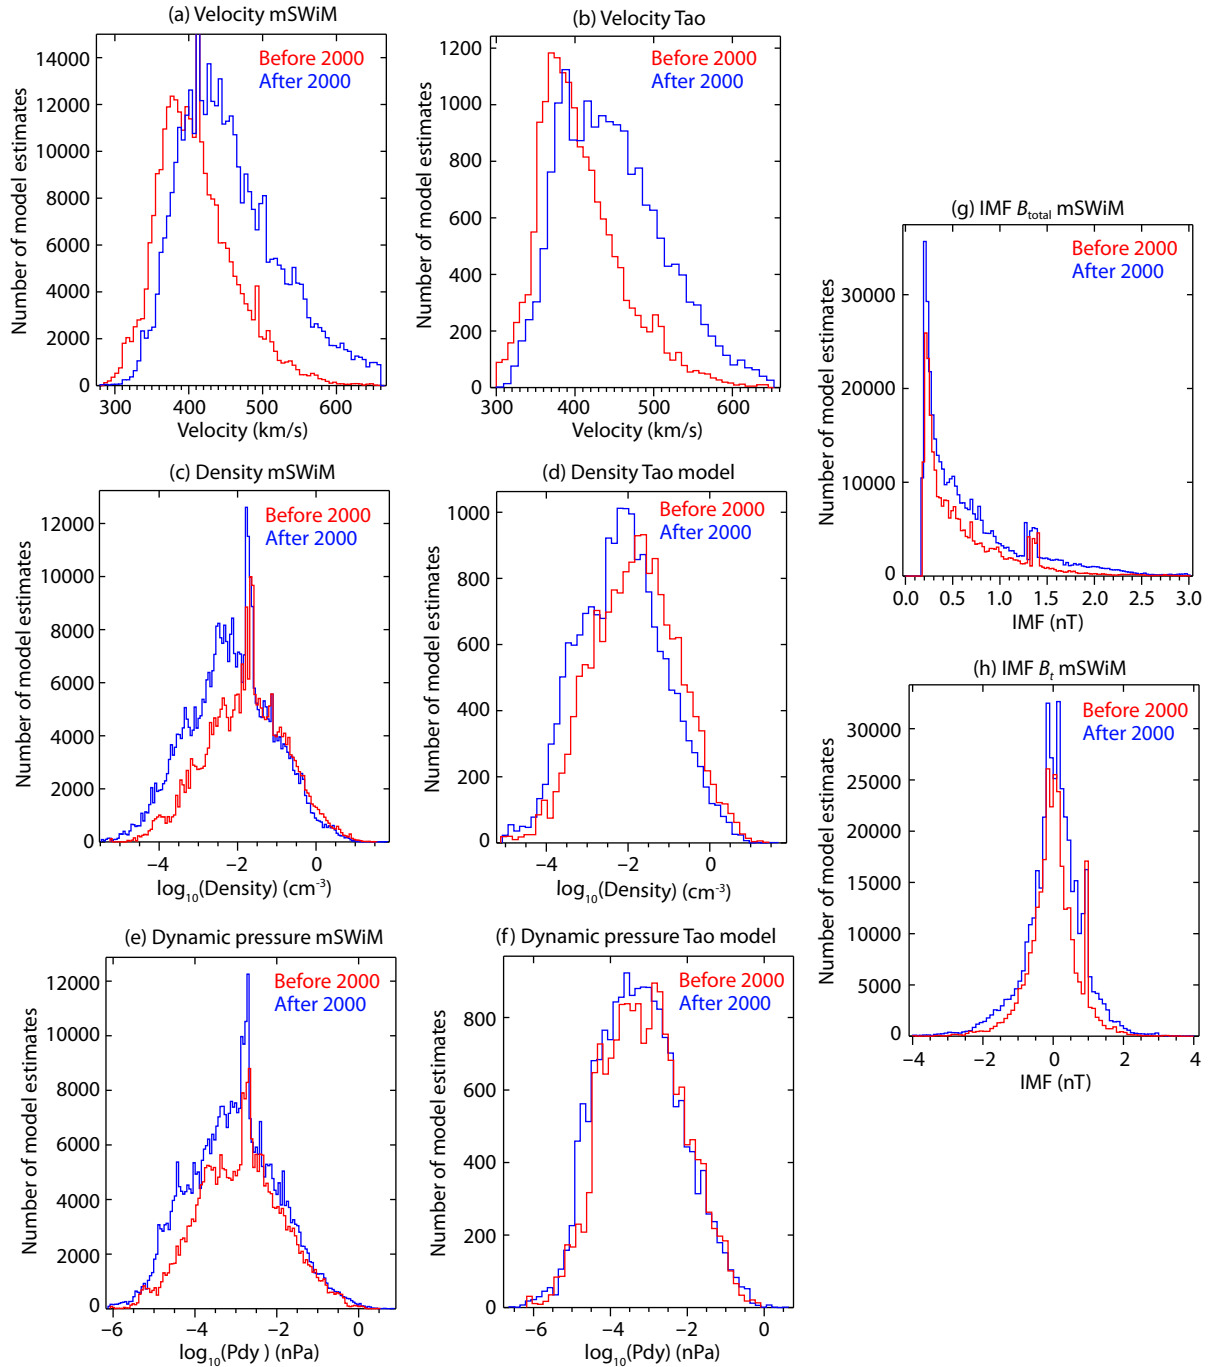 (a) Velocity mSWiM
Before 2000
After 2000
14000
12000
10000
8000
6000
4000
2000
0
Number of model estimates
300 400 500 600
Velocity (km/s)
(b) Velocity Tao
Before 2000
After 2000
1200
1000
800
600
400
200
0
Number of model estimates
300 400 500 600
Velocity (km/s)
(c) Density mSWiM
Before 2000
After 2000
12000
10000
8000
6000
4000
2000
0
Number of model estimates
−4 −2 0
log10(Density) (cm-3)
(d) Density Tao model
Before 2000
After 2000
1000
800
600
400
200
0
Number of model estimates
−4 −2 0
log10(Density) (cm-3)
(e) Dynamic pressure mSWiM
Before 2000
After 2000
12000
10000
8000
6000
4000
2000
0
Number of model estimates
−6 −4 −2 0
log10(Pdy ) (nPa)
(f) Dynamic pressure Tao model
Before 2000
After 2000
800
600
400
200
0
Number of model estimates
−6 −4 −2 0
log10(Pdy) (nPa)
(g) IMF Btotal mSWiM
Before 2000
After 2000
30000
20000
10000
0
Number of model estimates
0.0 0.5 1.0 1.5 2.0 2.5 3.0
IMF (nT)
(h) IMF Bt mSWiM
Before 2000
After 2000
30000
25000
20000
15000
10000
5000
0
Number of model estimates
−4 −2 0 2 4
IMF (nT)